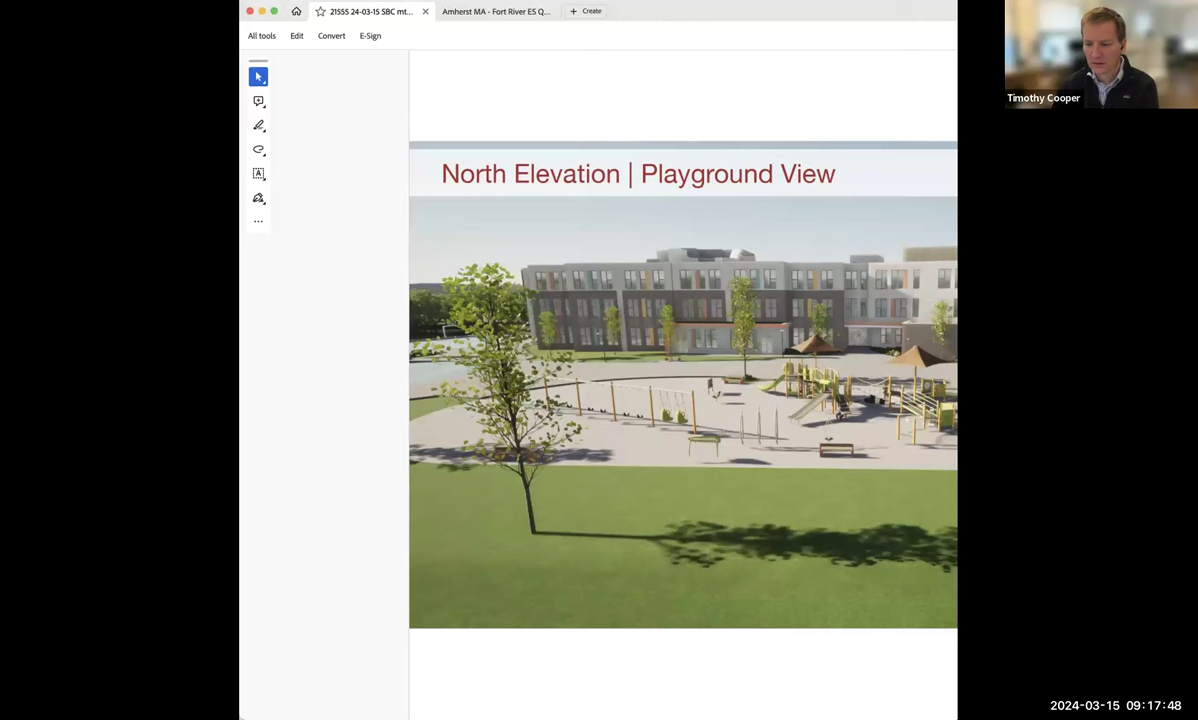 21555 24-03-15 SBC mt...
Amherst MA - Fort River ES Q...
Create
All tools
Edit
Convert
E-Sign
Timothy Cooper
North Elevation | Playground View
2024-03-15 09:17:48